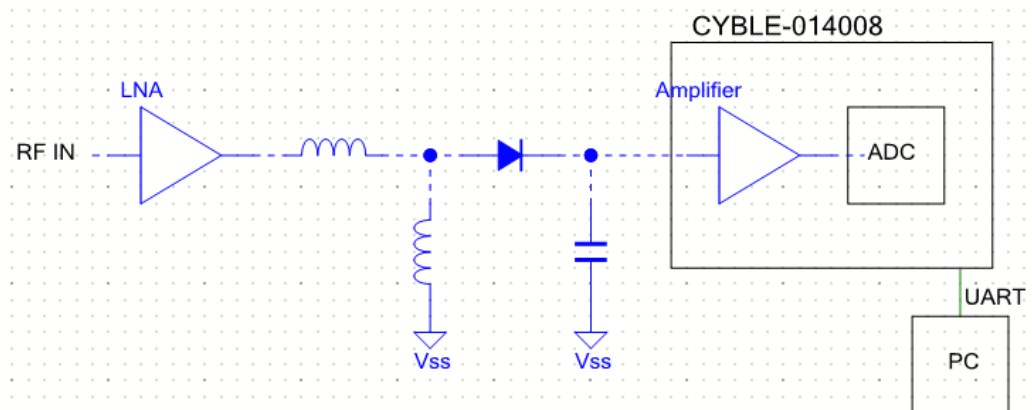 CYBLE-014008
LNA
Amplifier
RF IN
ADC
UART
Vss
Vss
PC